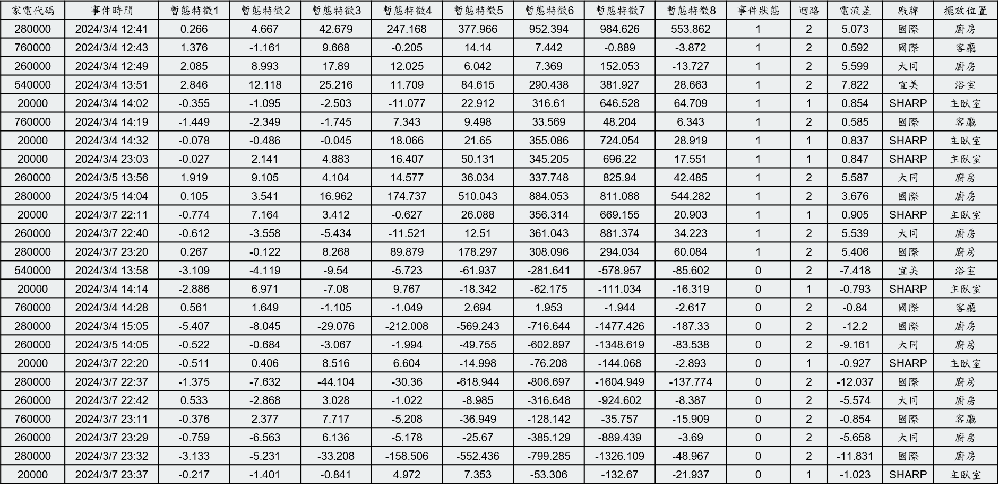 家電代碼 事件時間 暫態特徵1 暫態特徵2 暫態特徵3 暫態特徵4 暫態特徵5 暫態特徵6 暫態特徵7 暫態特徵8 事件狀態 迴路 電流差 廠牌 擺放位置
280000 2024/3/4 12:41 0.266 4.667 42.679 247.168 377.966 952.394 984.626 553.862 1 2 5.073 國際 廚房
760000 2024/3/4 12:43 1.376 -1.161 9.668 -0.205 14.14 7.442 -0.889 -3.872 1 2 0.592 國際 客廳
260000 2024/3/4 12:49 2.085 8.993 17.89 12.025 6.042 7.369 152.053 -13.727 1 2 5.599 大同 廚房
540000 2024/3/4 13:51 2.846 12.118 25.216 11.709 84.615 290.438 381.927 28.663 1 2 7.822 宜美 浴室
20000 2024/3/4 14:02 -0.355 -1.095 -2.503 -11.077 22.912 316.61 646.528 64.709 1 1 0.854 SHARP 主臥室
760000 2024/3/4 14:19 -1.449 -2.349 -1.745 7.343 9.498 33.569 48.204 6.343 1 2 0.585 國際 客廳
20000 2024/3/4 14:32 -0.078 -0.486 -0.045 18.066 21.65 355.086 724.054 28.919 1 1 0.837 SHARP 主臥室
20000 2024/3/4 23:03 -0.027 2.141 4.883 16.407 50.131 345.205 696.22 17.551 1 1 0.847 SHARP 主臥室
260000 2024/3/5 13:56 1.919 9.105 4.104 14.577 36.034 337.748 825.94 42.485 1 2 5.587 大同 廚房
280000 2024/3/5 14:04 0.105 3.541 16.962 174.737 510.043 884.053 811.088 544.282 1 2 3.676 國際 廚房
20000 2024/3/7 22:11 -0.774 7.164 3.412 -0.627 26.088 356.314 669.155 20.903 1 1 0.905 SHARP 主臥室
260000 2024/3/7 22:40 -0.612 -3.558 -5.434 -11.521 12.51 361.043 881.374 34.223 1 2 5.539 大同 廚房
280000 2024/3/7 23:20 0.267 -0.122 8.268 89.879 178.297 308.096 294.034 60.084 1 2 5.406 國際 廚房
540000 2024/3/4 13:58 -3.109 -4.119 -9.54 -5.723 -61.937 -281.641 -578.957 -85.602 0 2 -7.418 宜美 浴室
20000 2024/3/4 14:14 -2.886 6.971 -7.08 9.767 -18.342 -62.175 -111.034 -16.319 0 1 -0.793 SHARP 主臥室
760000 2024/3/4 14:28 0.561 1.649 -1.105 -1.049 2.694 1.953 -1.944 -2.617 0 2 -0.84 國際 客廳
280000 2024/3/4 15:05 -5.407 -8.045 -29.076 -212.008 -569.243 -716.644 -1477.426 -187.33 0 2 -12.2 國際 廚房
260000 2024/3/5 14:05 -0.522 -0.684 -3.067 -1.994 -49.755 -602.897 -1348.619 -83.538 0 2 -9.161 大同 廚房
20000 2024/3/7 22:20 -0.511 0.406 8.516 6.604 -14.998 -76.208 -144.068 -2.893 0 1 -0.927 SHARP 主臥室
280000 2024/3/7 22:37 -1.375 -7.632 -44.104 -30.36 -618.944 -806.697 -1604.949 -137.774 0 2 -12.037 國際 廚房
260000 2024/3/7 22:42 0.533 -2.868 3.028 -1.022 -8.985 -316.648 -924.602 -8.387 0 2 -5.574 大同 廚房
760000 2024/3/7 23:11 -0.376 2.377 7.717 -5.208 -36.949 -128.142 -35.757 -15.909 0 2 -0.854 國際 客廳
260000 2024/3/7 23:29 -0.759 -6.563 6.136 -5.178 -25.67 -385.129 -889.439 -3.69 0 2 -5.658 大同 廚房
280000 2024/3/7 23:32 -3.133 -5.231 -33.208 -158.506 -552.436 -799.285 -1326.109 -48.967 0 2 -11.831 國際 廚房
20000 2024/3/7 23:37 -0.217 -1.401 -0.841 4.972 7.353 -53.306 -132.67 -21.937 0 1 -1.023 SHARP 主臥室